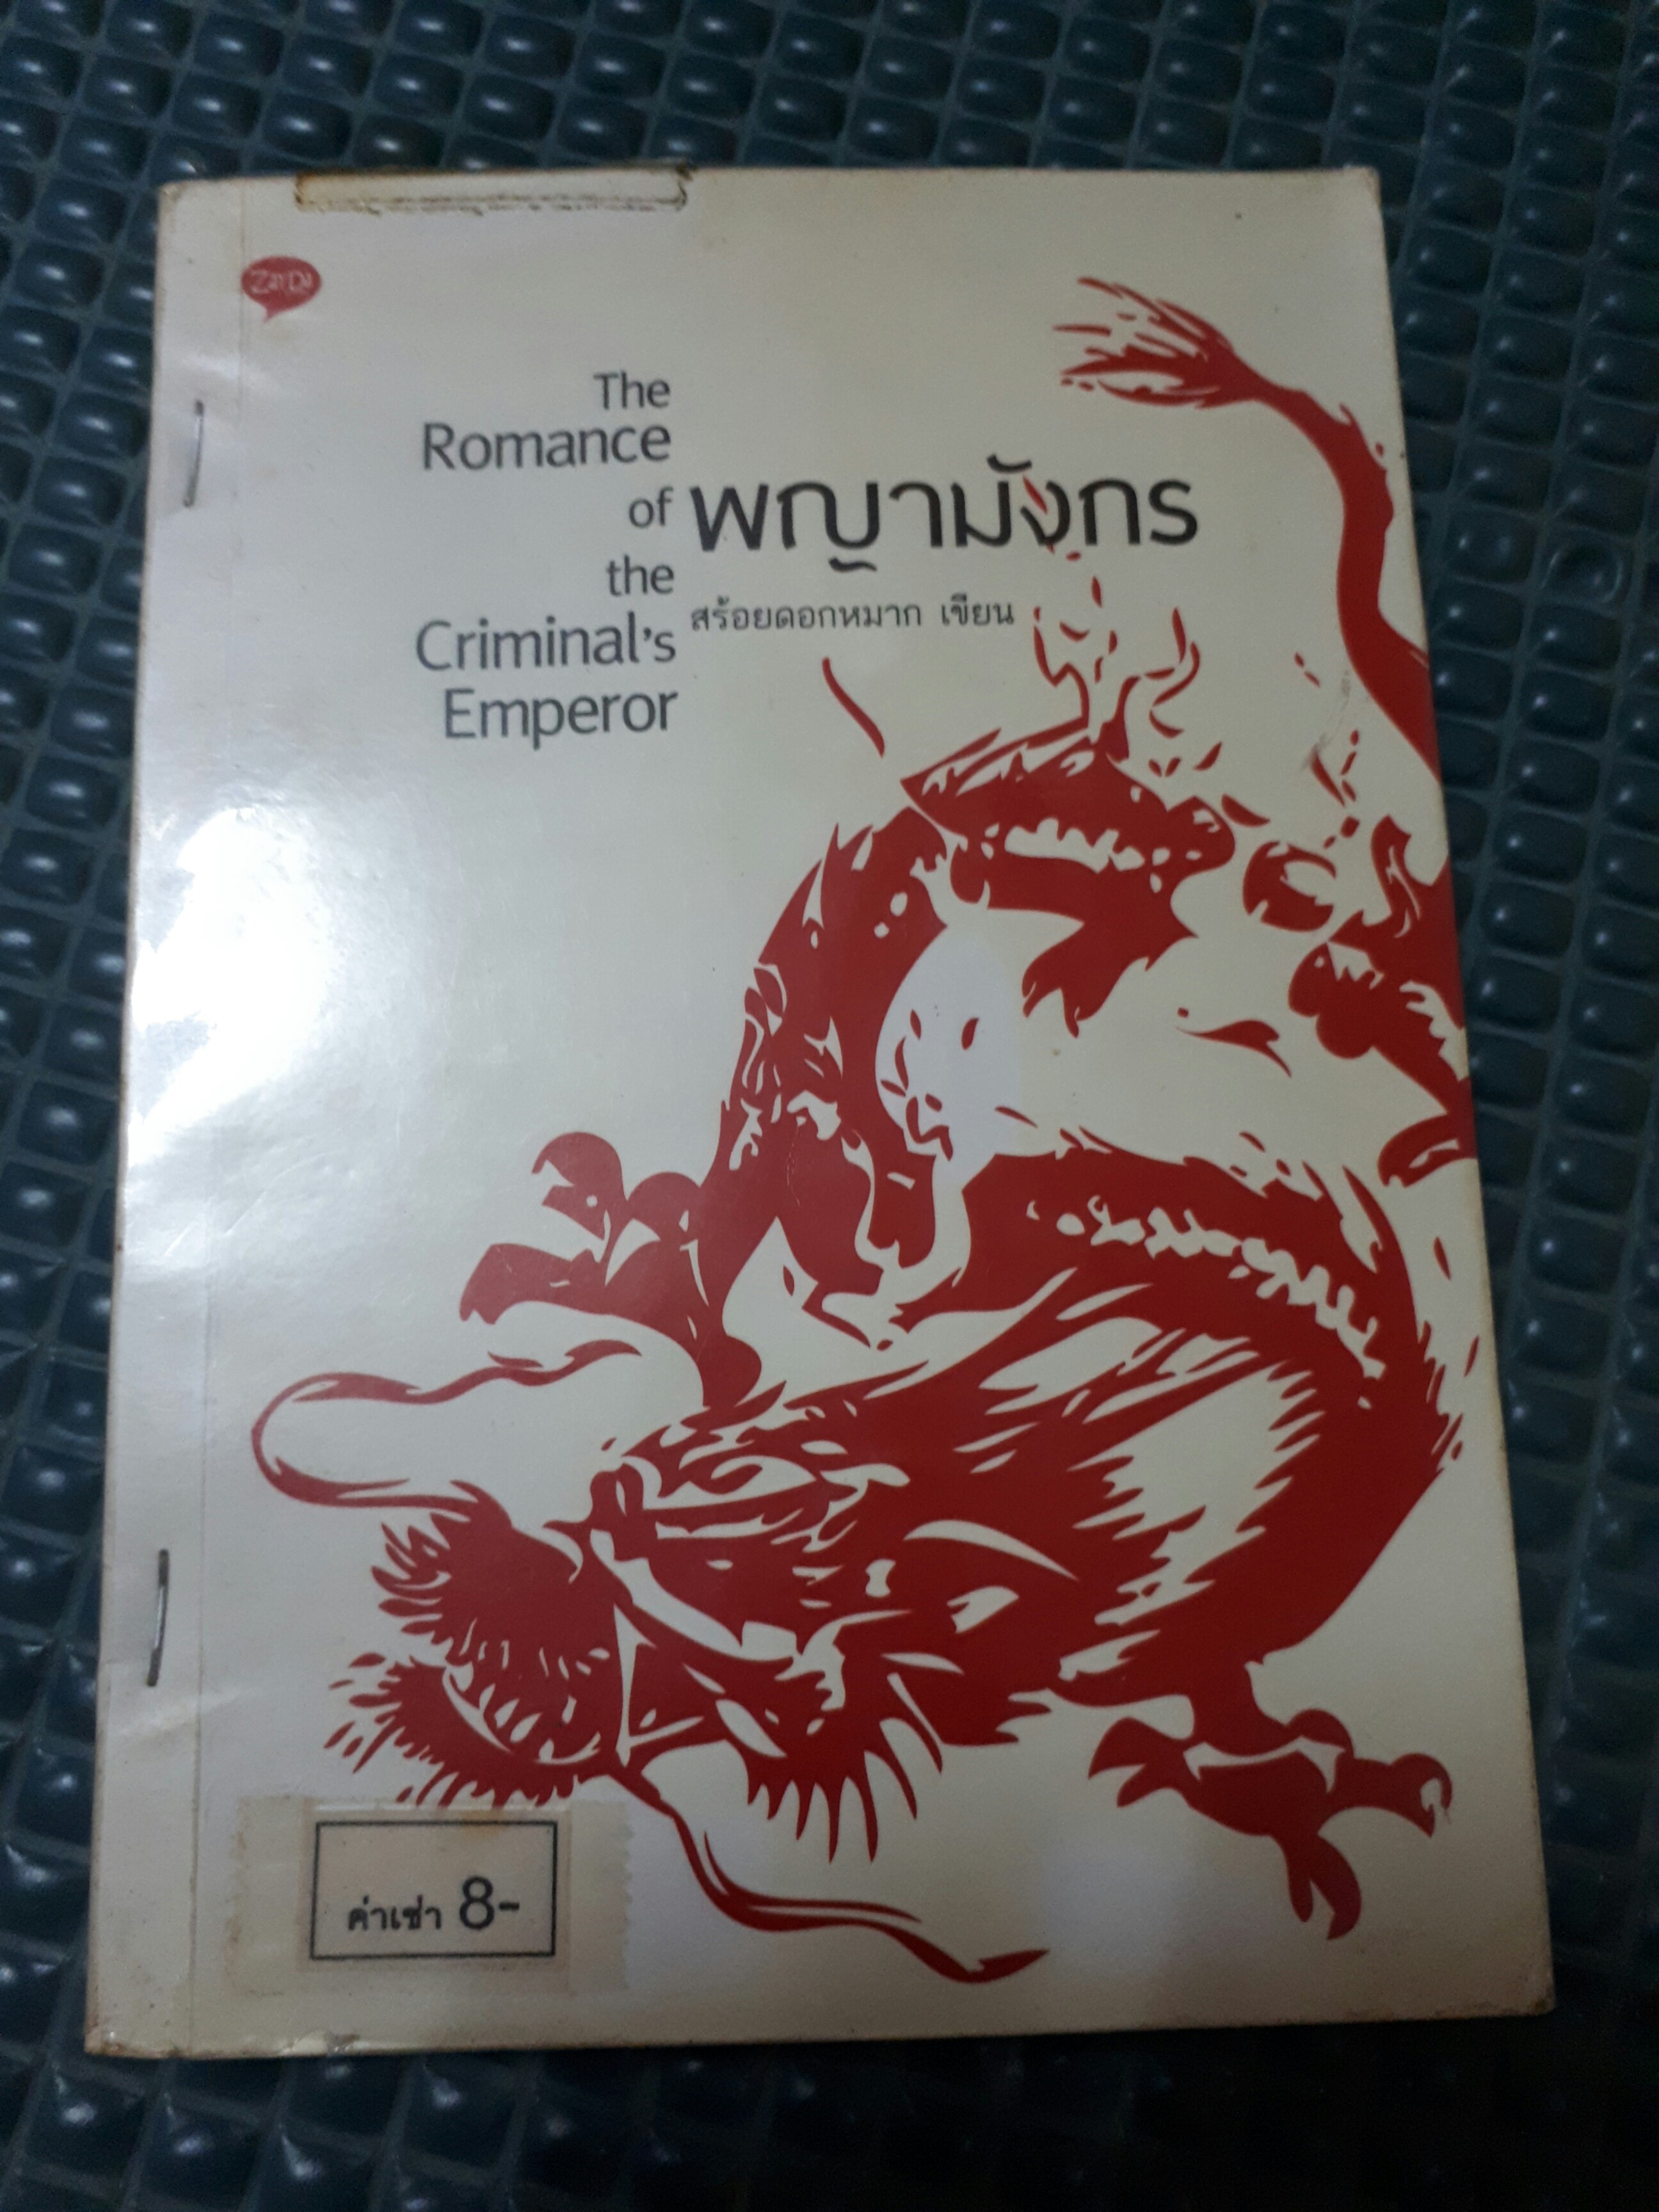 The
Romance
of
the
Criminal's
Emperor
พญามังกร
สร้อยดอกหมาก เขียน
ค่าเช่า 8-